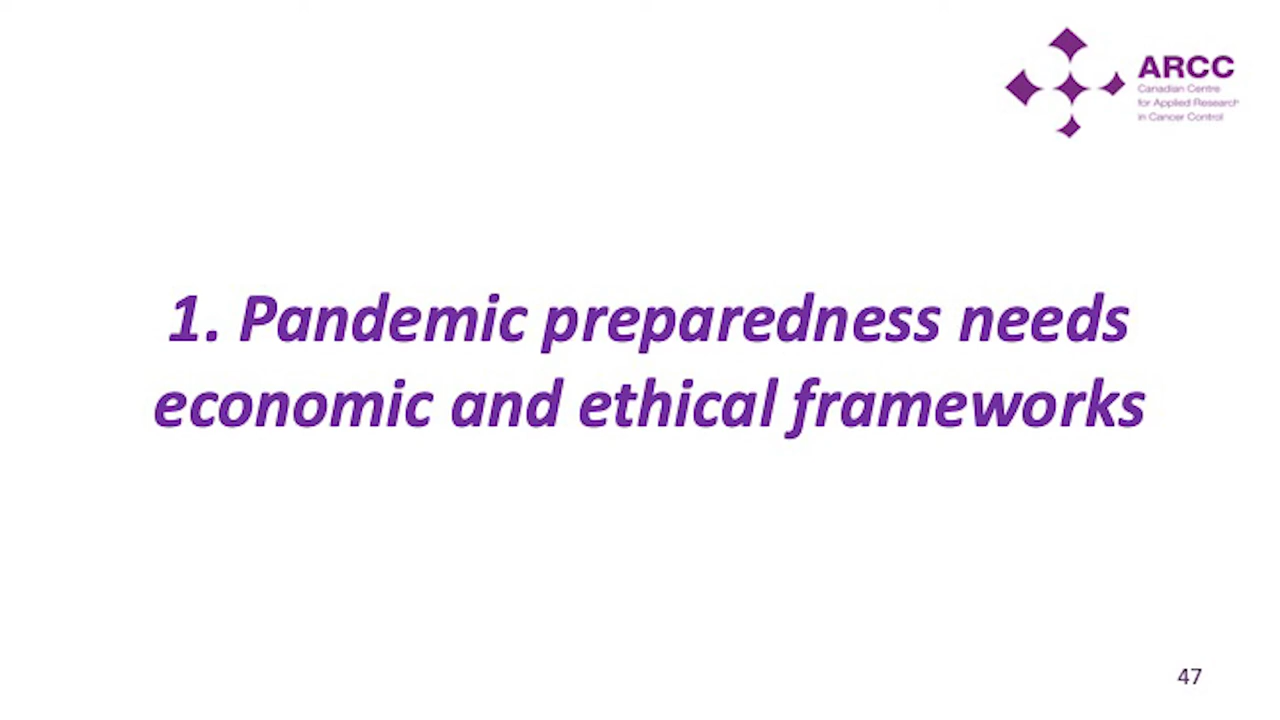 ARCC
Canadian Centre
for Applied Research
in Cancer Control
1. Pandemic preparedness needs
economic and ethical frameworks
47